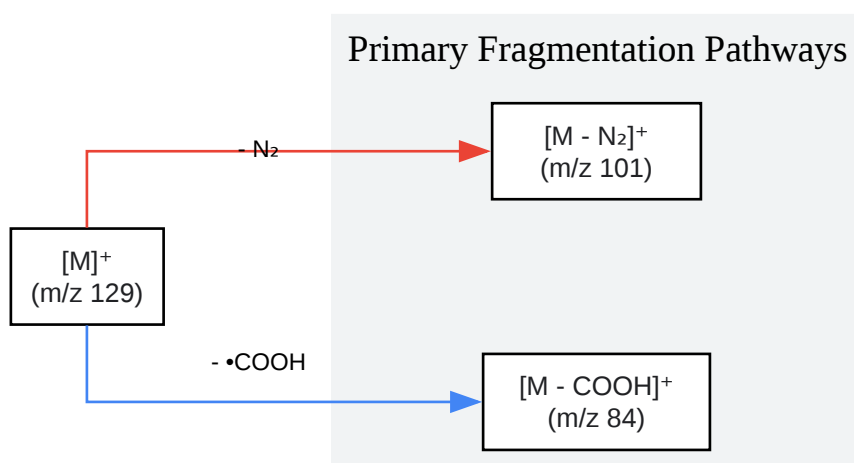 Primary Fragmentation Pathways
- N₂
[M - N₂]⁺
(m/z 101)
[M]⁺
(m/z 129)
- •COOH
[M - COOH]⁺
(m/z 84)